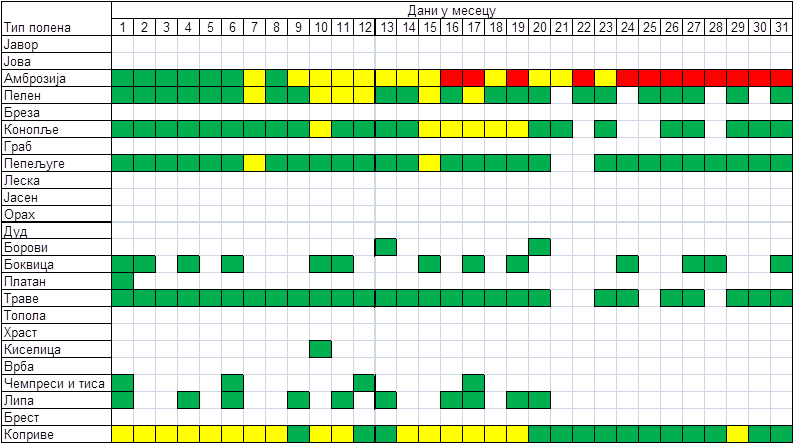 Дани у месецу
Тип полена 1 2 3 4 5 6 7 8 9 10 11 12 13 14 15 16 17 18 19 20 21 22 23 24 25 26 27 28 29 30 31
Јавор
Јова
Амброзија
Пелен
Бреза
Конопље
Граб
Пепељуге
Леска
Јасен
Орах
Дуд
Борови
Боквица
Платан
Траве
Топола
Храст
Киселица
Врба
Чемпреси и тиса
Липа
Брест
Коприве